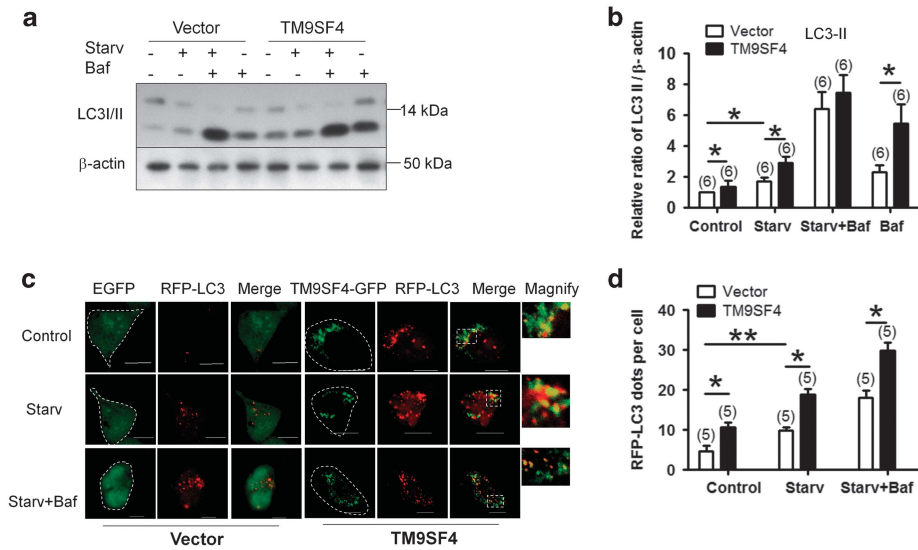 a
Vector TM9SF4
Starv - + + - - + + -
Baf - - + + - - + +
LC3I/II
14 kDa
β-actin
50 kDa
b
Vector
TM9SF4
LC3-II
Relative ratio of LC3 II / β- actin
10
8
6
4
2
0
(6) (6) (6) (6) (6) (6) (6) (6)
* * * *
Control Starv Starv+Baf Baf
c
EGFP RFP-LC3 Merge TM9SF4-GFP RFP-LC3 Merge Magnify
Control
Starv
Starv+Baf
Vector TM9SF4
d
Vector
TM9SF4
RFP-LC3 dots per cell
40
30
20
10
0
(5) (5) (5) (5) (5) (5)
* ** * *
Control Starv Starv+Baf